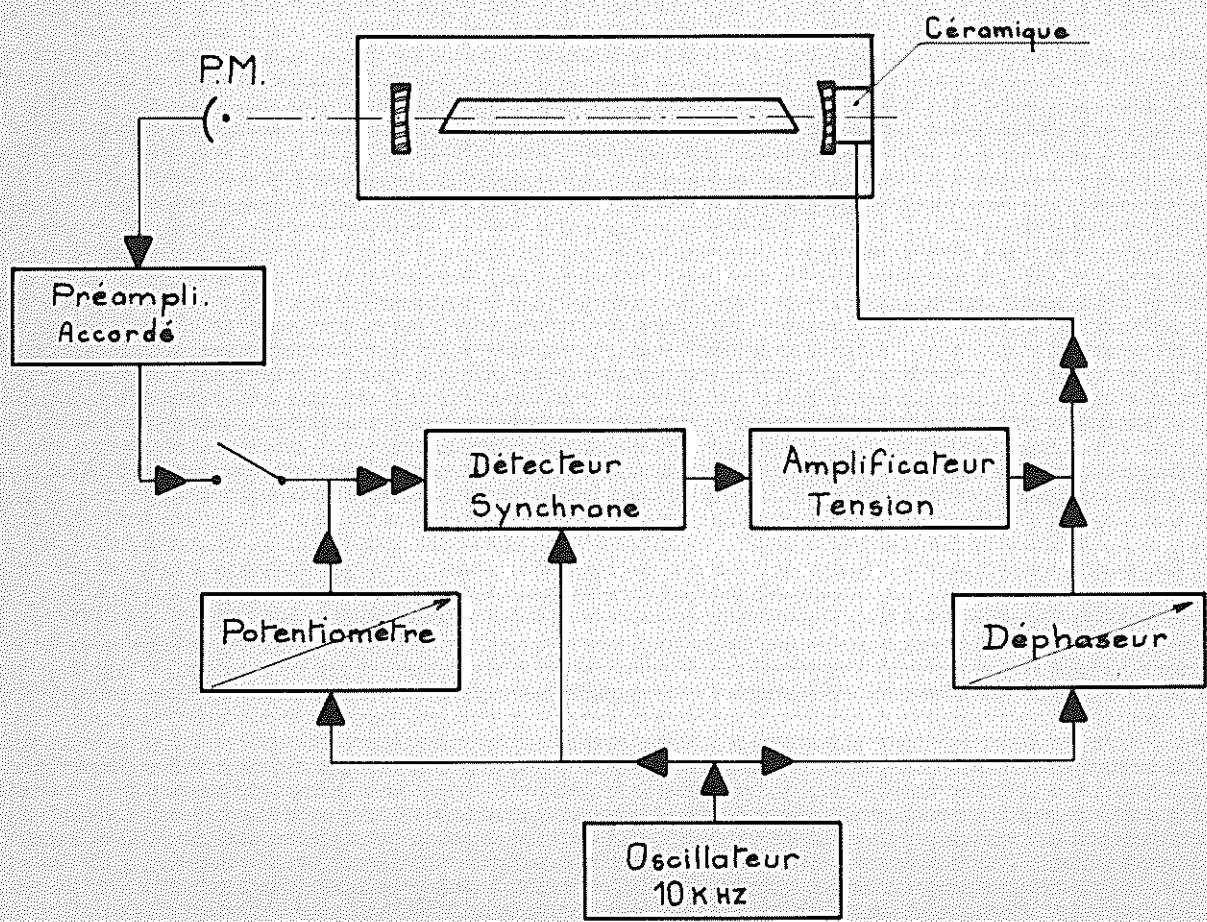 Céramique
P.M.
Préampli.
Accordé
Détecteur
Synchrone
Amplificateur
Tension
Potentiomètre
Déphaseur
Oscillateur
10 K HZ